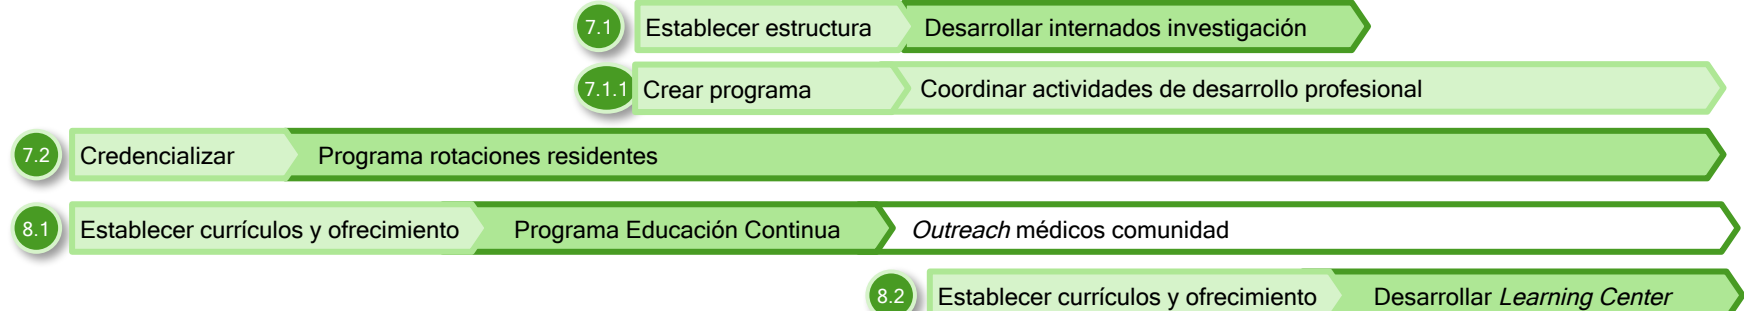 7.1 Establecer estructura Desarrollar internados investigación
7.1.1 Crear programa Coordinar actividades de desarrollo profesional
7.2 Credencializar Programa rotaciones residentes
8.1 Establecer currículos y ofrecimiento Programa Educación Continua Outreach médicos comunidad
8.2 Establecer currículos y ofrecimiento Desarrollar Learning Center